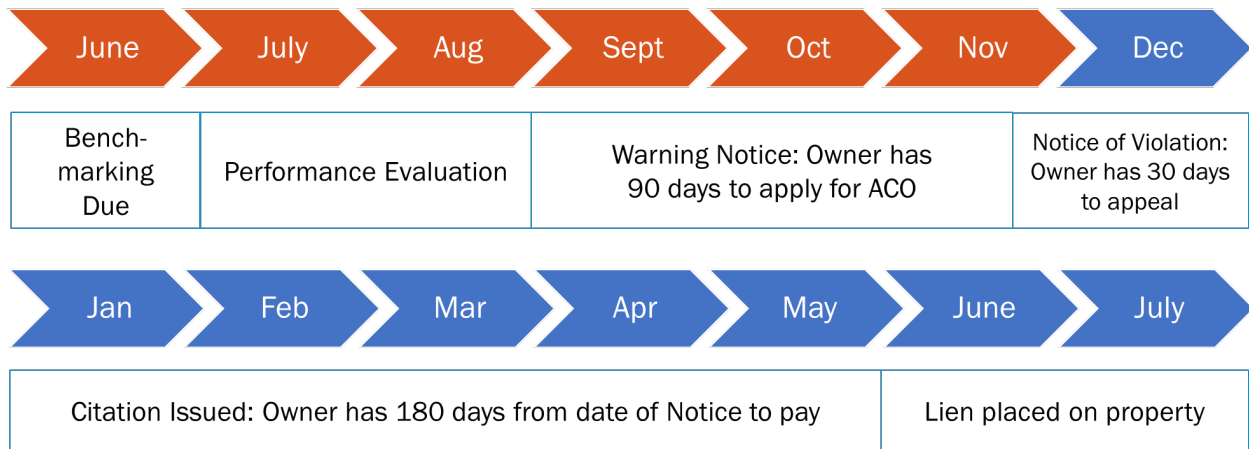 June July Aug Sept Oct Nov Dec
Bench-
marking
Due
Performance Evaluation
Warning Notice: Owner has
90 days to apply for ACO
Notice of Violation:
Owner has 30 days
to appeal
Jan Feb Mar Apr May June July
Citation Issued: Owner has 180 days from date of Notice to pay
Lien placed on property